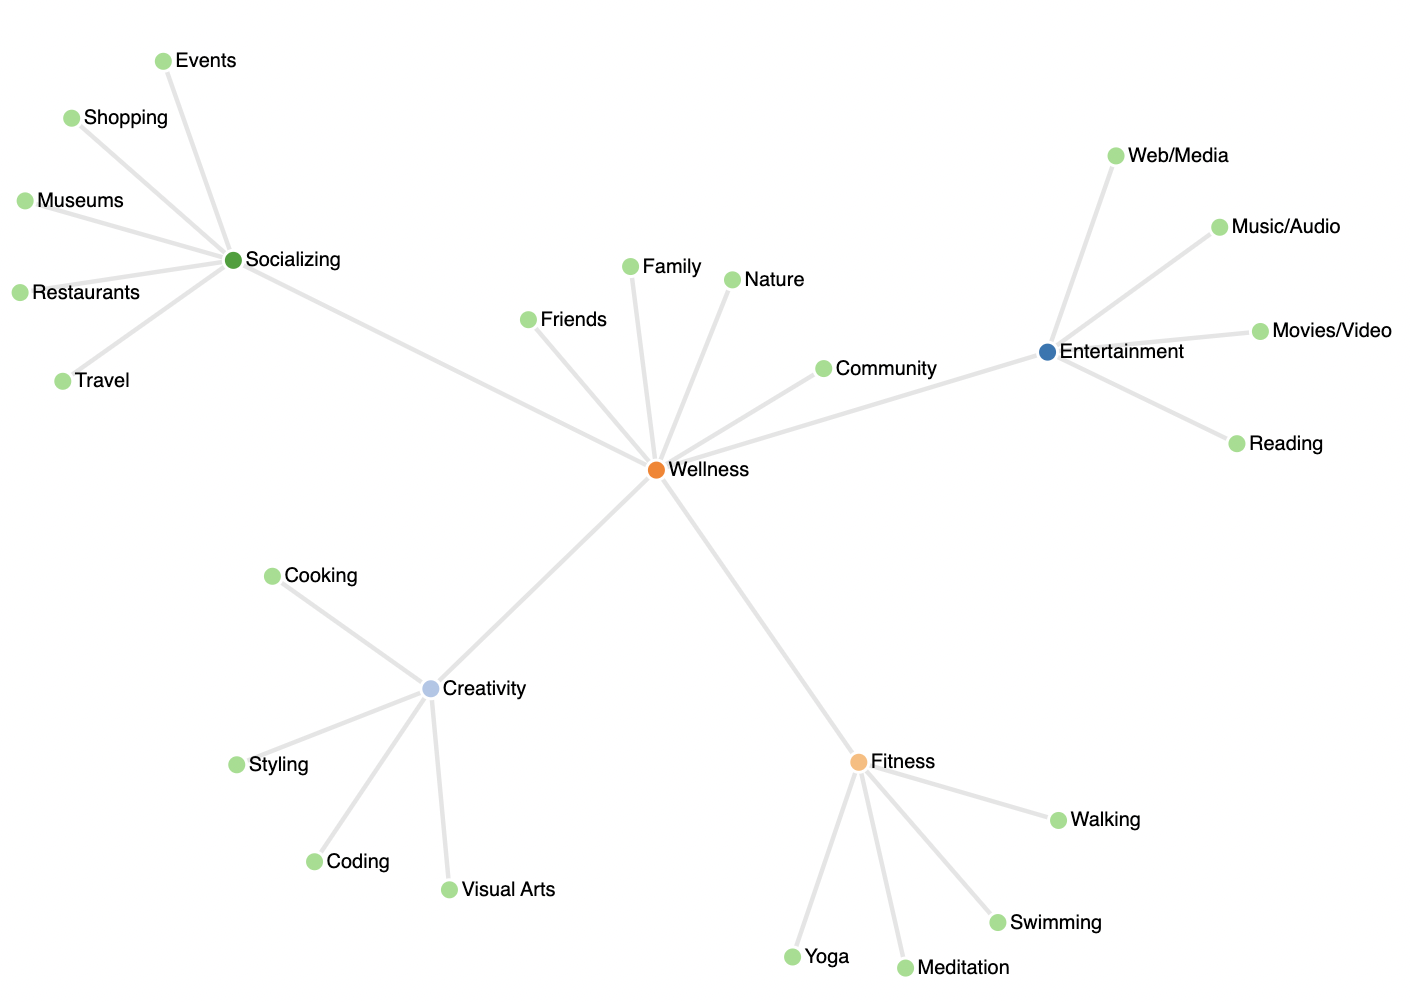 Events
Shopping
Museums
Socializing
Restaurants
Travel
Web/Media
Music/Audio
Movies/Video
Entertainment
Reading
Family
Nature
Friends
Community
Wellness
Cooking
Creativity
Styling
Coding
Visual Arts
Fitness
Walking
Swimming
Yoga
Meditation